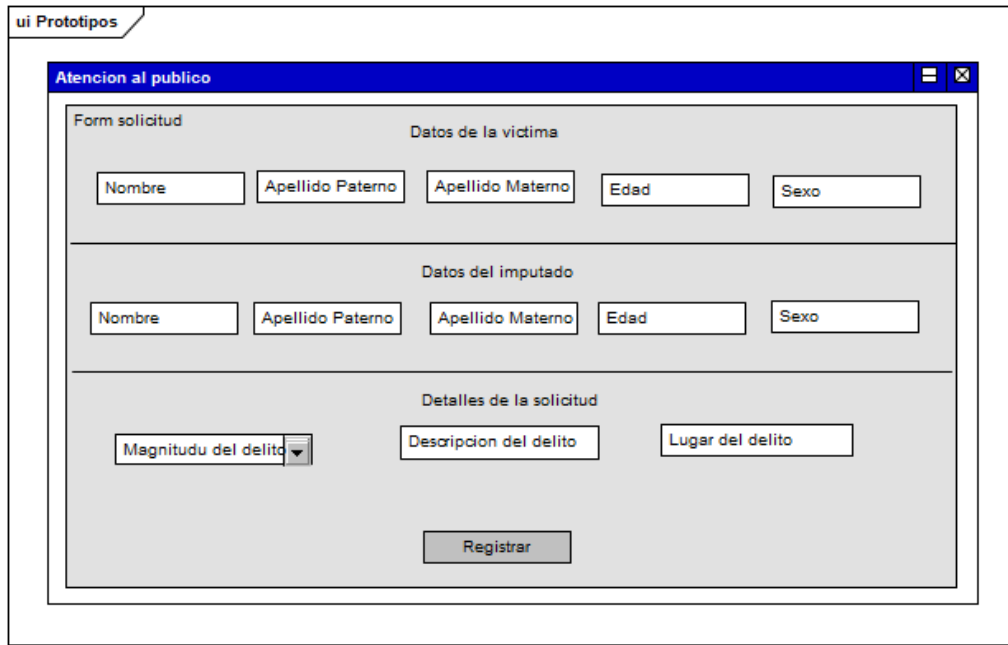 ui Prototipos
Atencion al publico
Form solicitud
Datos de la victima
Nombre
Apellido Paterno
Apellido Materno
Edad
Sexo
Datos del imputado
Nombre
Apellido Paterno
Apellido Materno
Edad
Sexo
Detalles de la solicitud
Magnitudu del delito
Descripcion del delito
Lugar del delito
Registrar